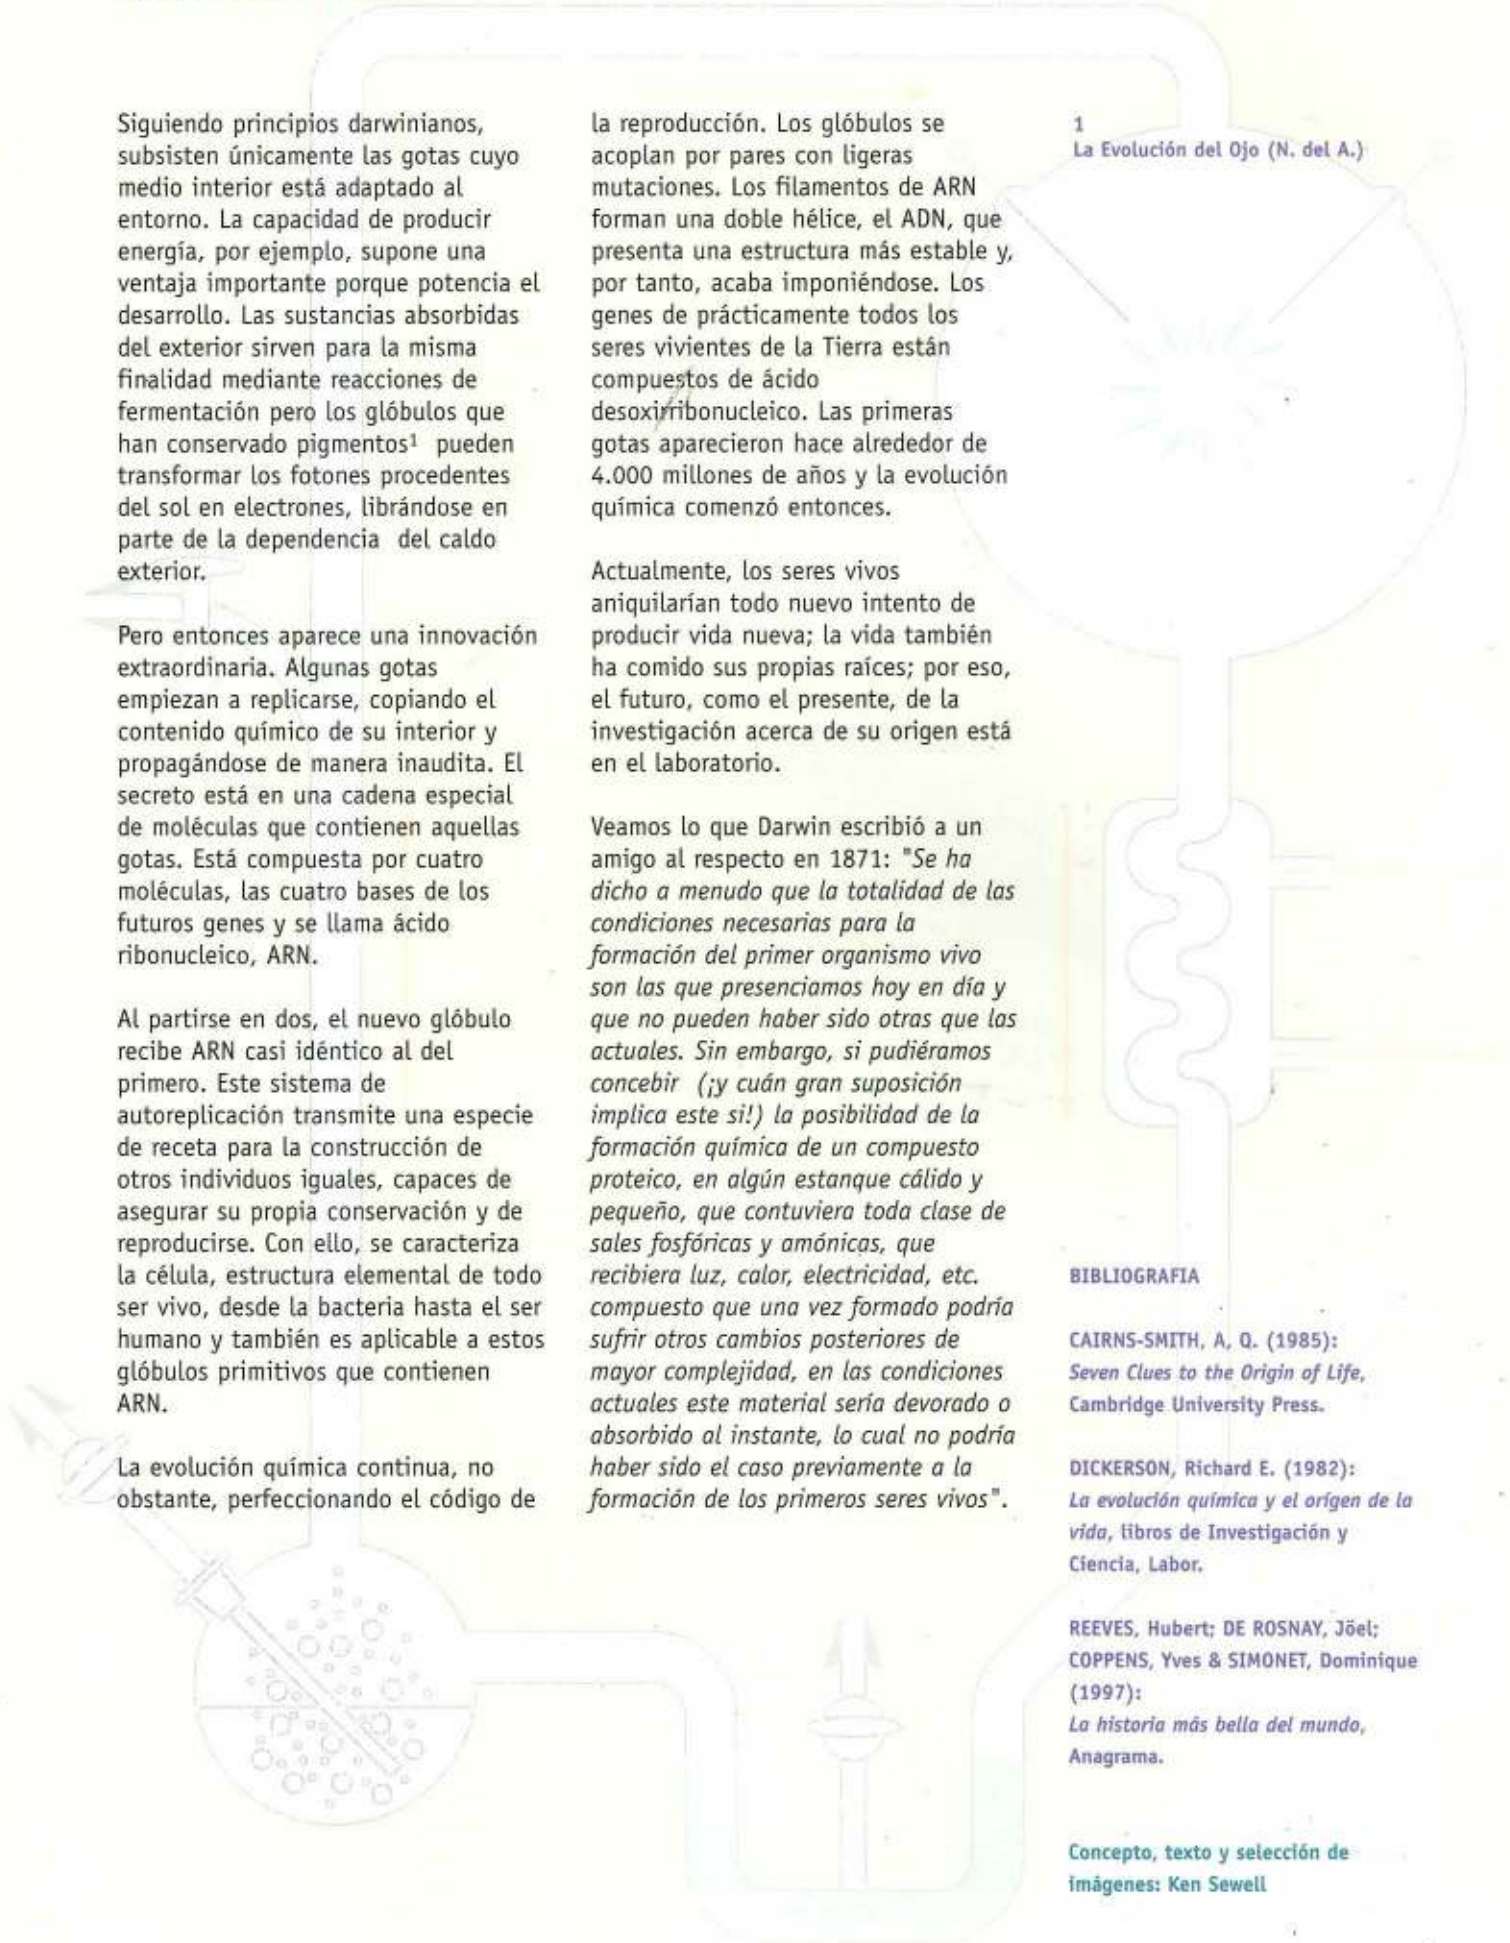 Siguiendo principios darwinianos,
subsisten únicamente las gotas cuyo
medio interior está adaptado al
entorno. La capacidad de producir
energía, por ejemplo, supone una
ventaja importante porque potencia el
desarrollo. Las sustancias absorbidas
del exterior sirven para la misma
finalidad mediante reacciones de
fermentación pero los glóbulos que
han conservado pigmentos¹ pueden
transformar los fotones procedentes
del sol en electrones, librándose en
parte de la dependencia del caldo
exterior.

Pero entonces aparece una innovación
extraordinaria. Algunas gotas
empiezan a replicarse, copiando el
contenido químico de su interior y
propagándose de manera inaudita. El
secreto está en una cadena especial
de moléculas que contienen aquellas
gotas. Está compuesta por cuatro
moléculas, las cuatro bases de los
futuros genes y se llama ácido
ribonucleico, ARN.

Al partirse en dos, el nuevo glóbulo
recibe ARN casi idéntico al del
primero. Este sistema de
autoreplicación transmite una especie
de receta para la construcción de
otros individuos iguales, capaces de
asegurar su propia conservación y de
reproducirse. Con ello, se caracteriza
la célula, estructura elemental de todo
ser vivo, desde la bacteria hasta el ser
humano y también es aplicable a estos
glóbulos primitivos que contienen
ARN.

La evolución química continua, no
obstante, perfeccionando el código de
la reproducción. Los glóbulos se
acoplan por pares con ligeras
mutaciones. Los filamentos de ARN
forman una doble hélice, el ADN, que
presenta una estructura más estable y,
por tanto, acaba imponiéndose. Los
genes de prácticamente todos los
seres vivientes de la Tierra están
compuestos de ácido
desoxirribonucleico. Las primeras
gotas aparecieron hace alrededor de
4.000 millones de años y la evolución
química comenzó entonces.

Actualmente, los seres vivos
aniquilarían todo nuevo intento de
producir vida nueva; la vida también
ha comido sus propias raíces; por eso,
el futuro, como el presente, de la
investigación acerca de su origen está
en el laboratorio.

Veamos lo que Darwin escribió a un
amigo al respecto en 1871: "Se ha
dicho a menudo que la totalidad de las
condiciones necesarias para la
formación del primer organismo vivo
son las que presenciamos hoy en día y
que no pueden haber sido otras que las
actuales. Sin embargo, si pudiéramos
concebir (¡y cuán gran suposición
implica este si!) la posibilidad de la
formación química de un compuesto
proteico, en algún estanque cálido y
pequeño, que contuviera toda clase de
sales fosfóricas y amónicas, que
recibiera luz, calor, electricidad, etc.
compuesto que una vez formado podría
sufrir otros cambios posteriores de
mayor complejidad, en las condiciones
actuales este material sería devorado o
absorbido al instante, lo cual no podría
haber sido el caso previamente a la
formación de los primeros seres vivos".

1
La Evolución del Ojo (N. del A.)

BIBLIOGRAFIA

CAIRNS-SMITH, A, Q. (1985):
Seven Clues to the Origin of Life,
Cambridge University Press.

DICKERSON, Richard E. (1982):
La evolución química y el orígen de la
vida, libros de Investigación y
Ciencia, Labor.

REEVES, Hubert; DE ROSNAY, Jöel;
COPPENS, Yves & SIMONET, Dominique
(1997):
La historia más bella del mundo,
Anagrama.

Concepto, texto y selección de
imágenes: Ken Sewell